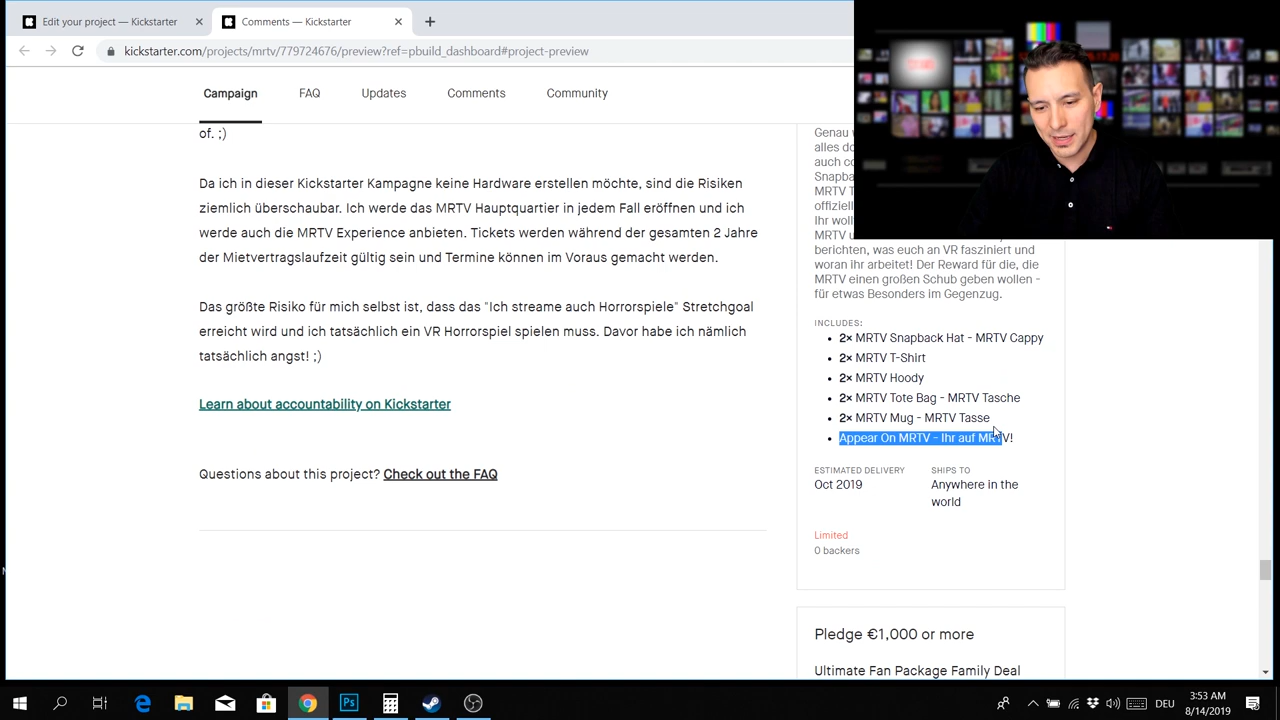 Edit your project — Kickstarter
Comments — Kickstarter
kickstarter.com/projects/mrtv/779724676/preview?ref=pbuild_dashboard#project-preview
Campaign
FAQ
Updates
Comments
Community
of. ;)
Da ich in dieser Kickstarter Kampagne keine Hardware erstellen möchte, sind die Risiken
ziemlich überschaubar. Ich werde das MRTV Hauptquartier in jedem Fall eröffnen und ich
werde auch die MRTV Experience anbieten. Tickets werden während der gesamten 2 Jahre
der Mietvertragslaufzeit gültig sein und Termine können im Voraus gemacht werden.
Das größte Risiko für mich selbst ist, dass das "Ich streame auch Horrorspiele" Stretchgoal
erreicht wird und ich tatsächlich ein VR Horrorspiel spielen muss. Davor habe ich nämlich
tatsächlich angst! ;)
Learn about accountability on Kickstarter
Questions about this project? Check out the FAQ
Genau
alles do
auch co
Snapba
MRTV T
offiziell
Ihr woll
MRTV u
berichten, was euch an VR fasziniert und
woran ihr arbeitet! Der Reward für die, die
MRTV einen großen Schub geben wollen -
für etwas Besonders im Gegenzug.
INCLUDES:
• 2× MRTV Snapback Hat - MRTV Cappy
• 2× MRTV T-Shirt
• 2× MRTV Hoody
• 2× MRTV Tote Bag - MRTV Tasche
• 2× MRTV Mug - MRTV Tasse
• Appear On MRTV - Ihr auf MRTV!
ESTIMATED DELIVERY
Oct 2019
SHIPS TO
Anywhere in the
world
Limited
0 backers
Pledge €1,000 or more
Ultimate Fan Package Family Deal
Ps
DEU
3:53 AM
8/14/2019